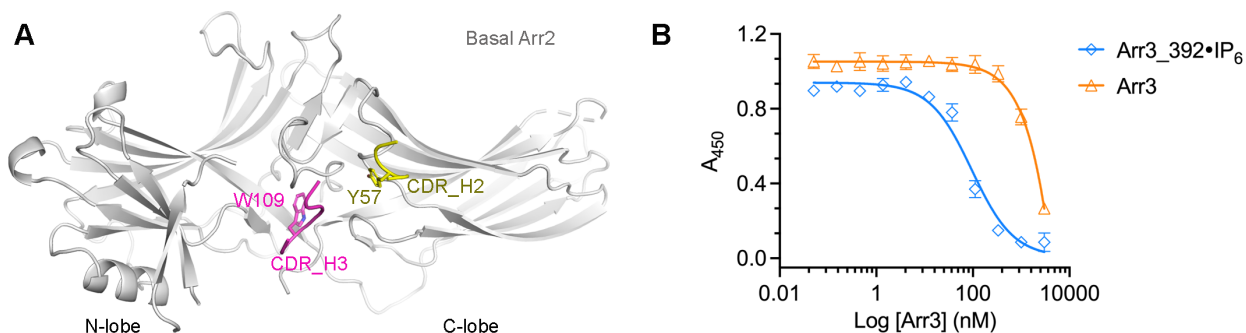 A
Basal Arr2
W109
Y57
CDR_H2
CDR_H3
N-lobe
C-lobe
B
1.2
0.8
0.4
0.0
A450
0.01
1
100
10000
Log [Arr3] (nM)
Arr3_392•IP6
Arr3